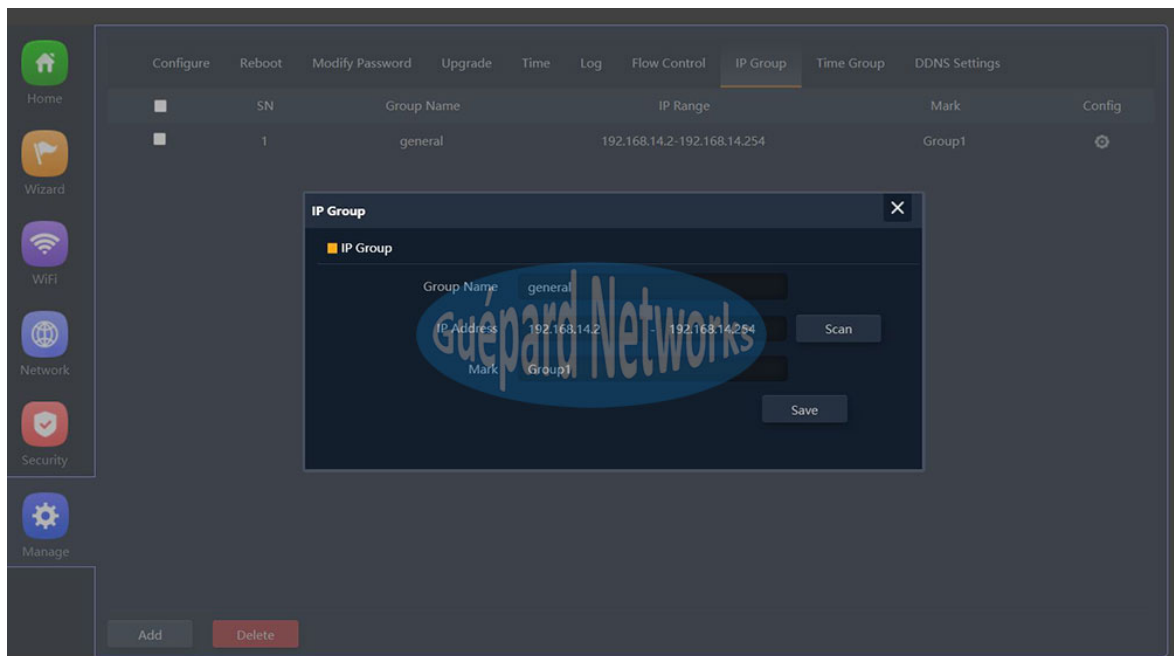 Home
Wizard
WiFi
Network
Security
Manage
Configure Reboot Modify Password Upgrade Time Log Flow Control IP Group Time Group DDNS Settings
SN Group Name IP Range Mark Config
1 general 192.168.14.2-192.168.14.254 Group1
IP Group
IP Group
Group Name general
IP Address 192.168.14.2 - 192.168.14.254 Scan
Mark Group1
Save
Guépard Networks
Add Delete